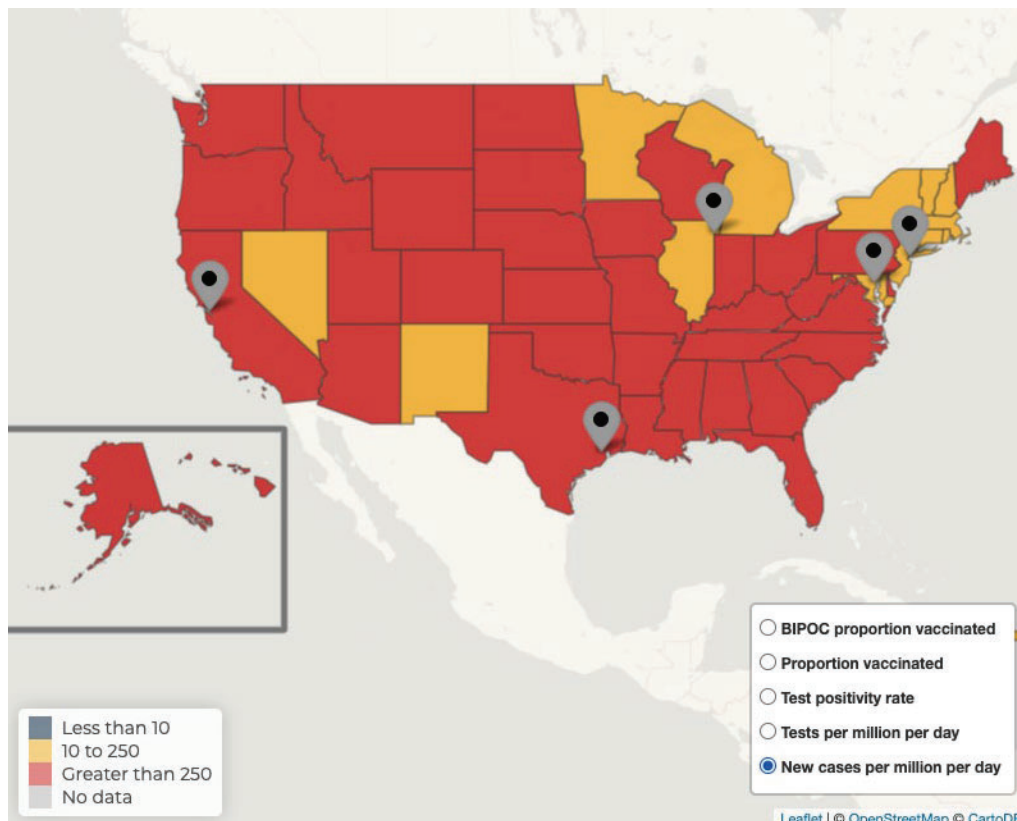 BIPOC proportion vaccinated
Proportion vaccinated
Test positivity rate
Tests per million per day
New cases per million per day
Less than 10
10 to 250
Greater than 250
No data
Leaflet | © OpenStreetMap ©